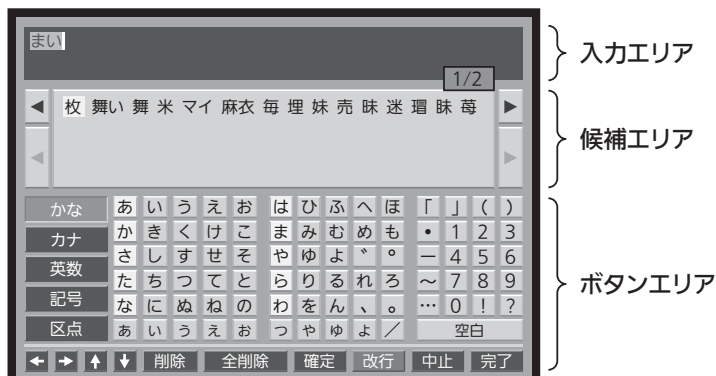 まい
入力エリア
1/2
◀ 枚 舞い 舞 米 マイ 麻衣 毎 埋 妹 売 昧 迷 瑁 眛 苺 ▶
候補エリア
◀ ▶
かな あ い う え お は ひ ふ へ ほ 「 」 ( )
カナ か き く け こ ま み む め も ・ 1 2 3
英数 さ し す せ そ や ゆ よ ゛ ゜ ー 4 5 6
ボタンエリア
記号 た ち つ て と ら り る れ ろ ~ 7 8 9
区点 な に ぬ ね の わ を ん 、 。 … 0 ! ?
ぁ ぃ ぅ ぇ ぉ っ ゃ ゅ ょ / 空白
← → ↑ ↓ 削除 全削除 確定 改行 中止 完了